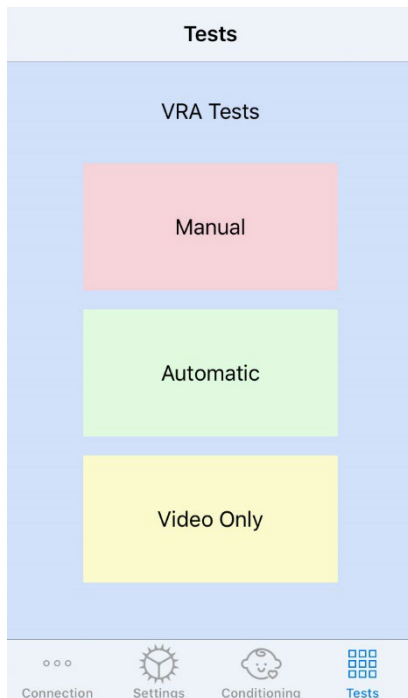 Tests
VRA Tests
Manual
Automatic
Video Only
Connection Settings Conditioning Tests